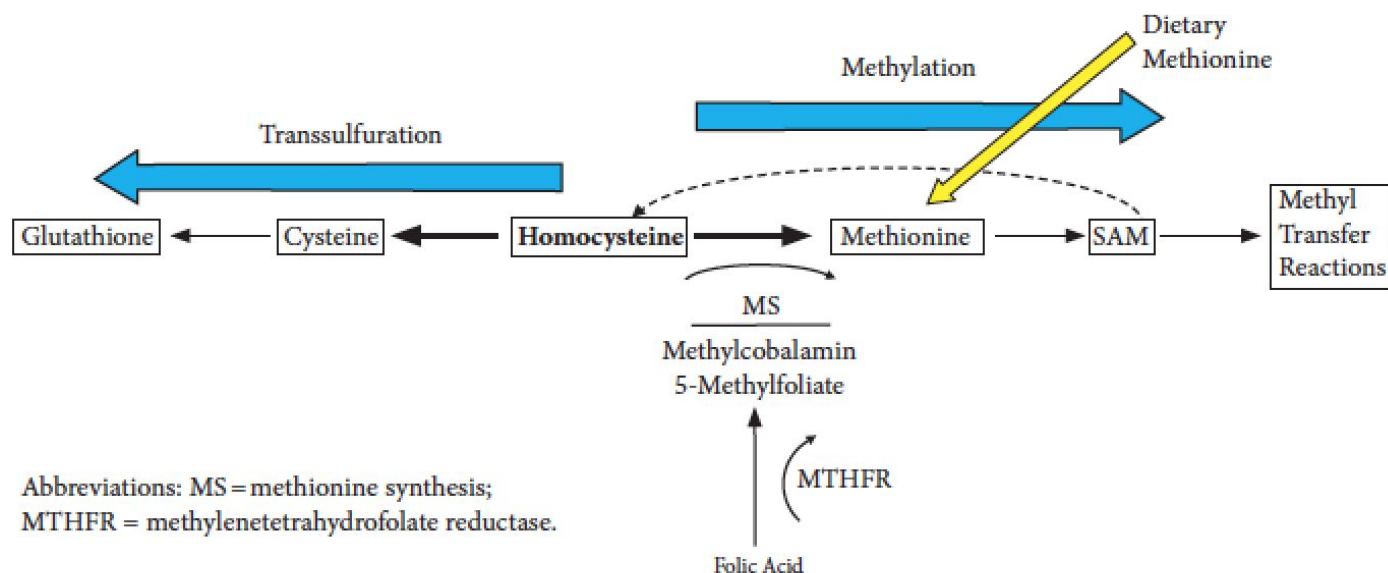 Dietary
Methionine
Methylation
Transsulfuration
Glutathione
Cysteine
Homocysteine
Methionine
SAM
Methyl
Transfer
Reactions
MS
Methylcobalamin
5-Methylfoliate
MTHFR
Abbreviations: MS = methionine synthesis;
MTHFR = methylenetetrahydrofolate reductase.
Folic Acid